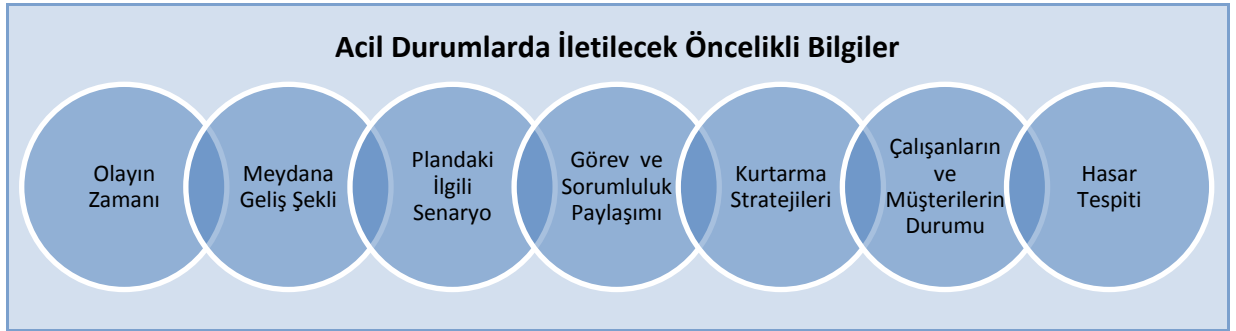 Acil Durumlarda İletilecek Öncelikli Bilgiler
Olayın
Zamanı
Meydana
Geliş Şekli
Plandaki
İlgili
Senaryo
Görev ve
Sorumluluk
Paylaşımı
Kurtarma
Stratejileri
Çalışanların
ve
Müşterilerin
Durumu
Hasar
Tespiti